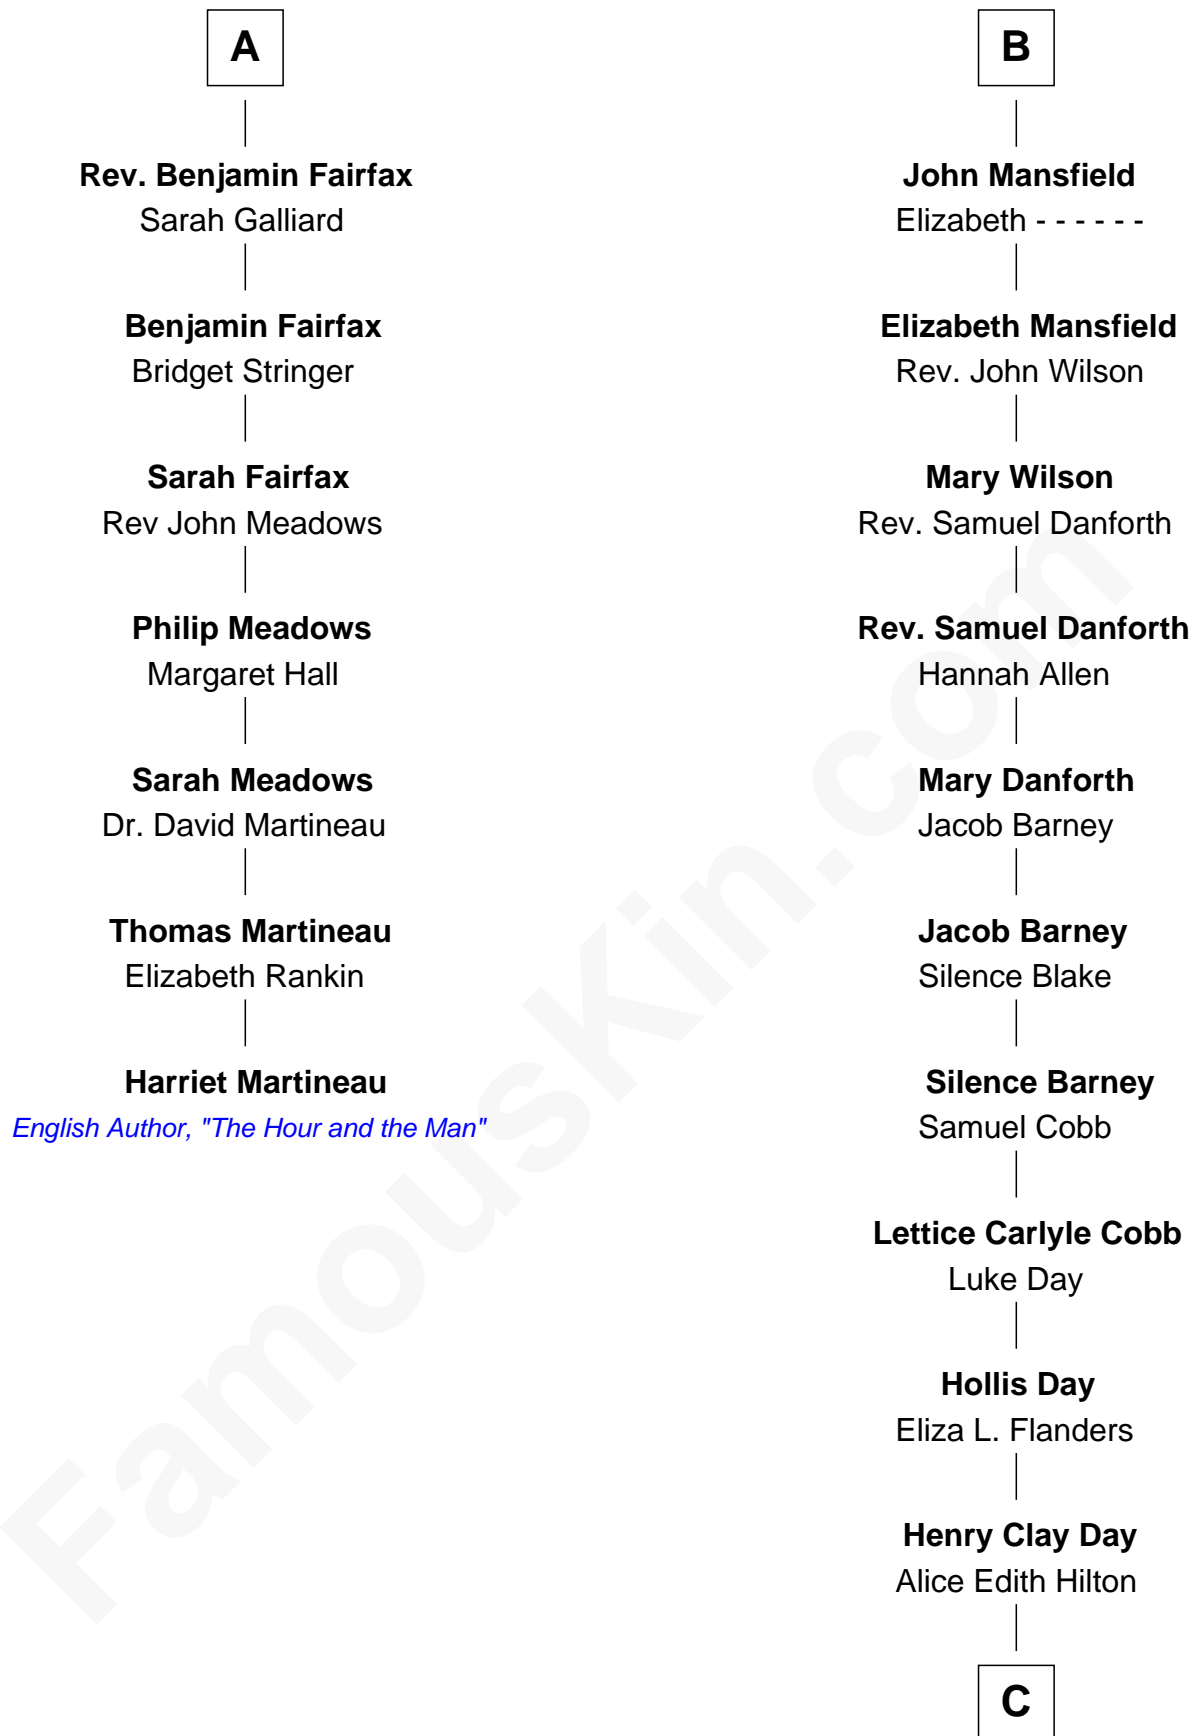 A
Rev. Benjamin Fairfax
Sarah Galliard
Benjamin Fairfax
Bridget Stringer
Sarah Fairfax
Rev John Meadows
Philip Meadows
Margaret Hall
Sarah Meadows
Dr. David Martineau
Thomas Martineau
Elizabeth Rankin
Harriet Martineau
English Author, "The Hour and the Man"
B
John Mansfield
Elizabeth - - - - - -
Elizabeth Mansfield
Rev. John Wilson
Mary Wilson
Rev. Samuel Danforth
Rev. Samuel Danforth
Hannah Allen
Mary Danforth
Jacob Barney
Jacob Barney
Silence Blake
Silence Barney
Samuel Cobb
Lettice Carlyle Cobb
Luke Day
Hollis Day
Eliza L. Flanders
Henry Clay Day
Alice Edith Hilton
C
FamousKin.com